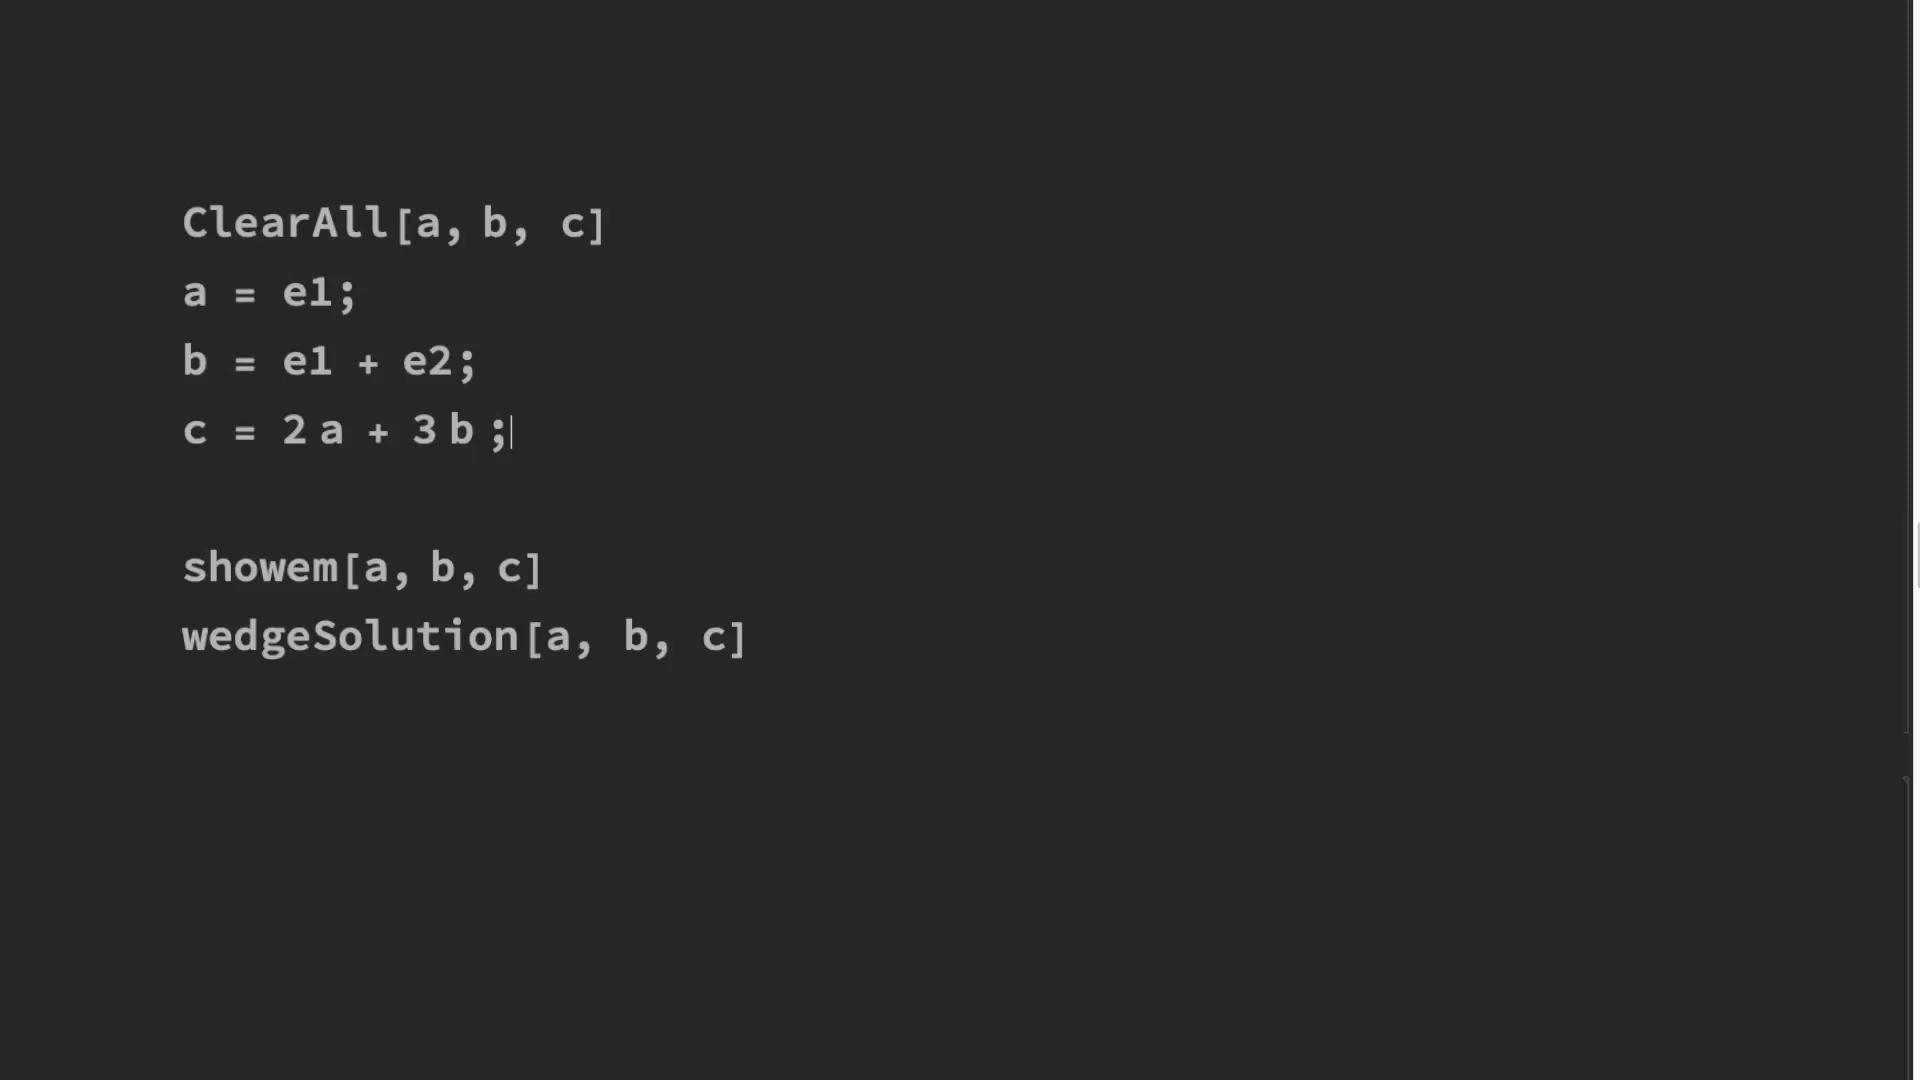 ClearAll[a, b, c]
a = e1;
b = e1 + e2;
c = 2 a + 3 b ;
showem[a, b, c]
wedgeSolution[a, b, c]